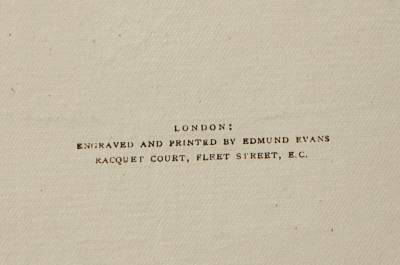 LONDON:
ENGRAVED AND PRINTED BY EDMUND EVANS
RACQUET COURT, FLEET STREET, E.C.